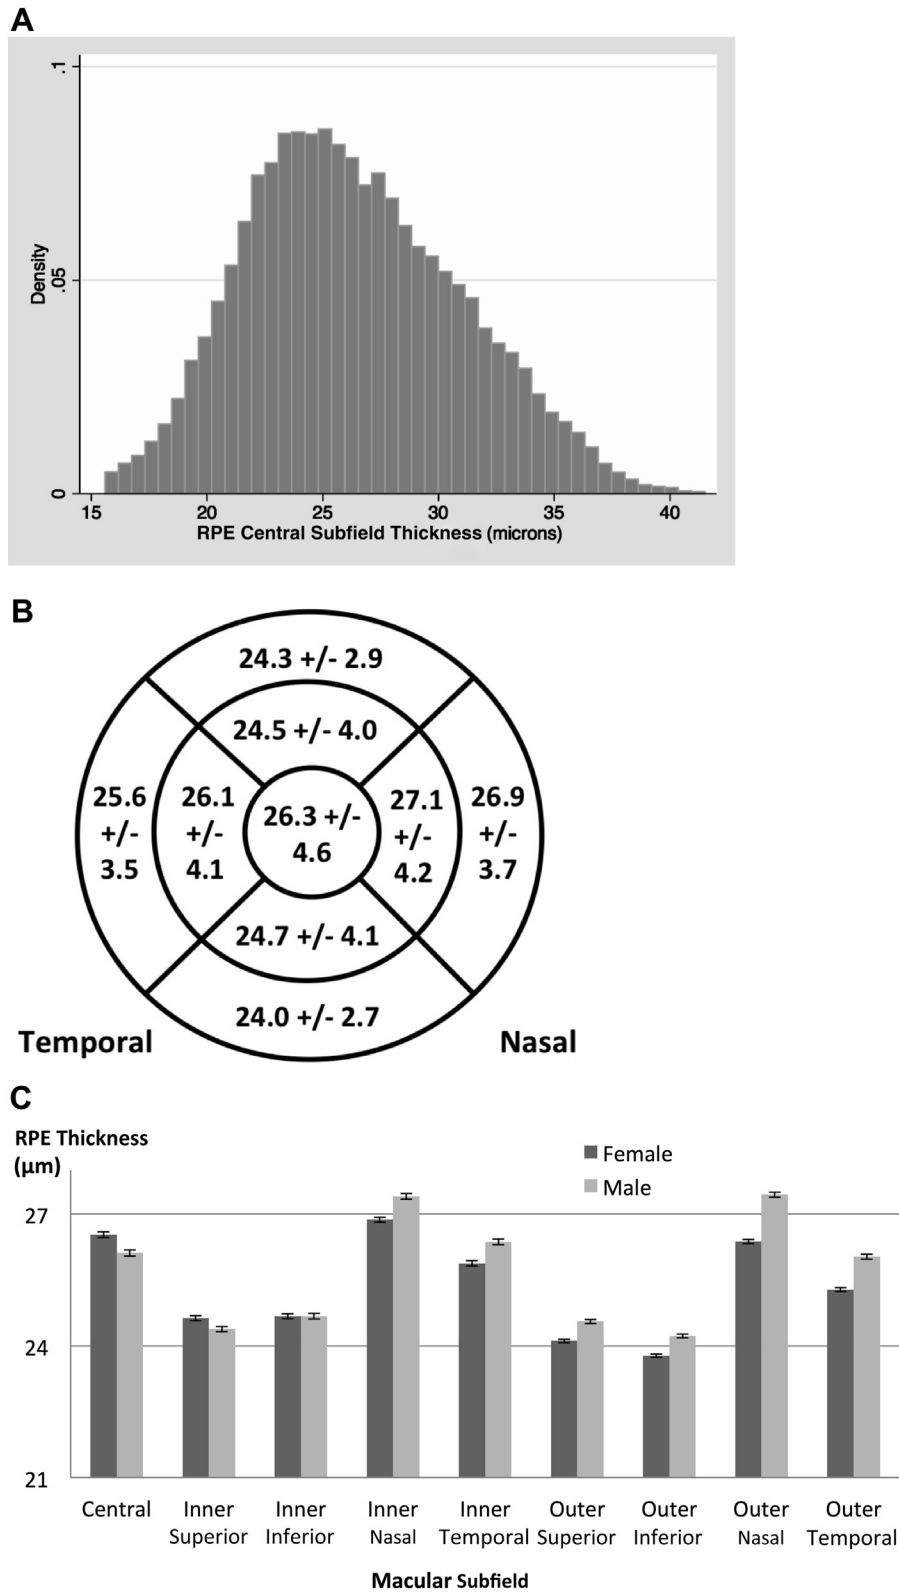 A
.1
.05
0
Density
15 20 25 30 35 40
RPE Central Subfield Thickness (microns)
B
24.3 +/- 2.9
24.5 +/- 4.0
25.6
+/-
3.5
26.1
+/-
4.1
26.3 +/-
4.6
27.1
+/-
4.2
26.9
+/-
3.7
24.7 +/- 4.1
24.0 +/- 2.7
Temporal
Nasal
C
RPE Thickness
(µm)
Female
Male
27
24
21
Central
Inner
Superior
Inner
Inferior
Inner
Nasal
Inner
Temporal
Outer
Superior
Outer
Inferior
Outer
Nasal
Outer
Temporal
Macular Subfield